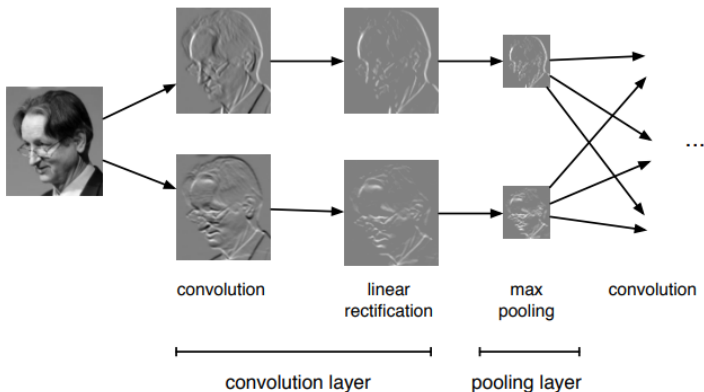 ...
convolution
linear
rectification
max
pooling
convolution
convolution layer
pooling layer